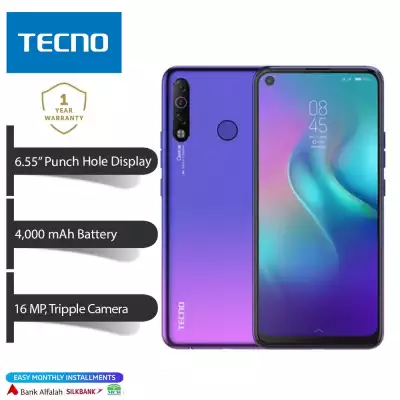 TECNO
1
YEAR
WARRANTY
6.55” Punch Hole Display
4,000 mAh Battery
16 MP, Tripple Camera
TECNO
08
45
EASY MONTHLY INSTALLMENTS
Bank Alfalah SILKBANK